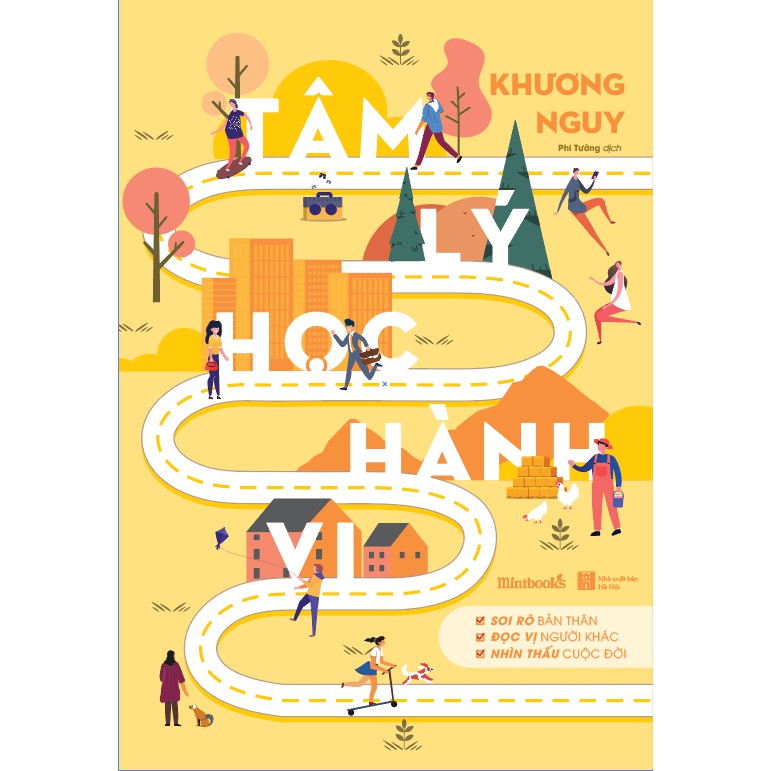 KHƯƠNG
NGUY
Phi Tường dịch
TÂM
LÝ
HỌC
HÀNH
VI
mintbooks
Nhà xuất bản
Hà Nội
SOI RÕ BẢN THÂN
ĐỌC VỊ NGƯỜI KHÁC
NHÌN THẤU CUỘC ĐỜI